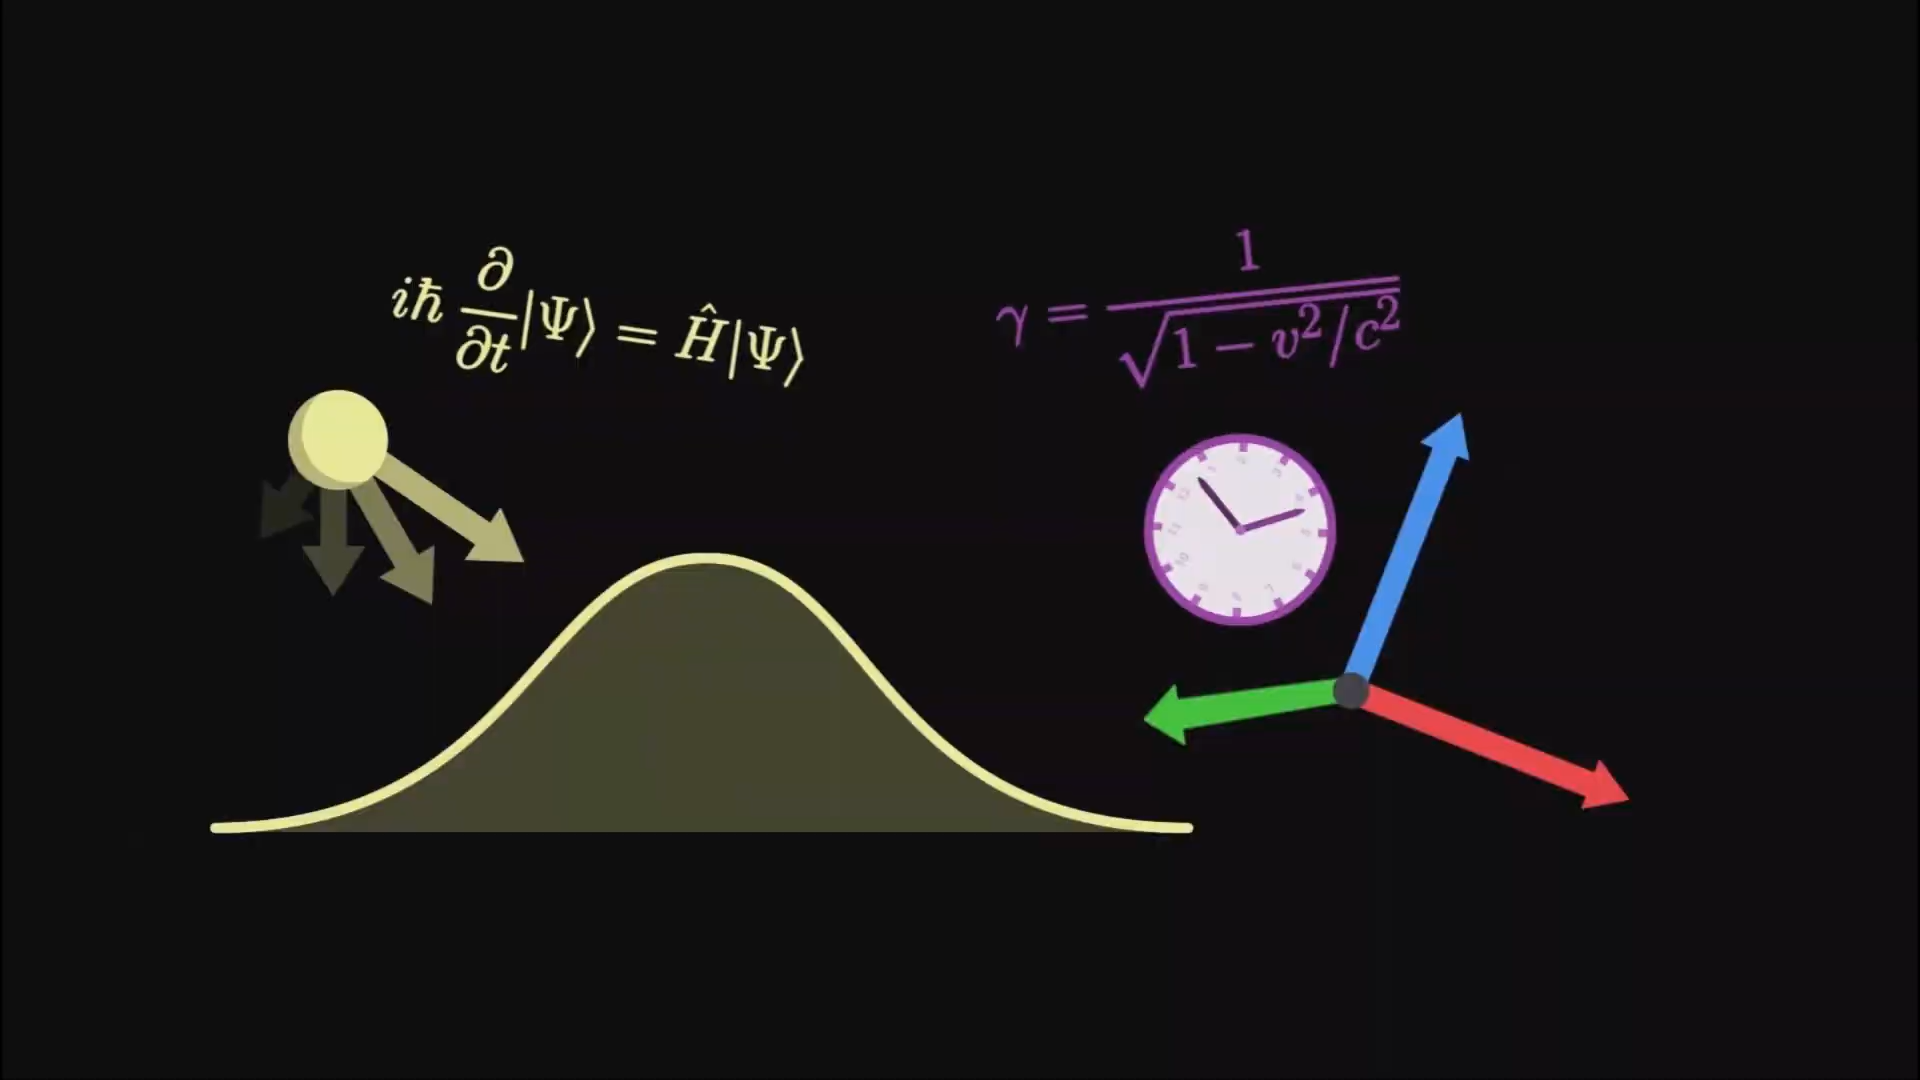 iħ ∂/∂t |Ψ⟩ = Ĥ|Ψ⟩
γ = 1/√(1 − v²/c²)